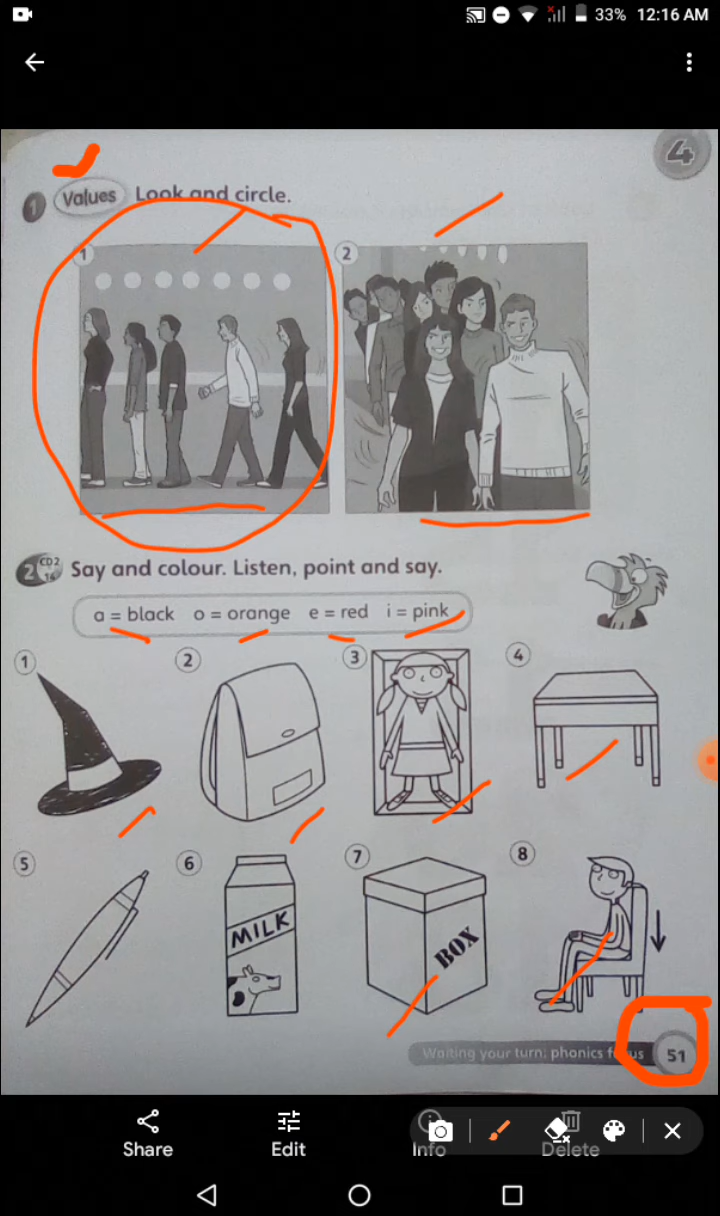 33% 12:16 AM
4
1 Values Look and circle.
1
2
2 CD2 16 Say and colour. Listen, point and say.
a = black o = orange e = red i = pink
1
2
3
4
5
6
7
8
MILK
BOX
Waiting your turn; phonics focus 51
Share
Edit
Info
Delete